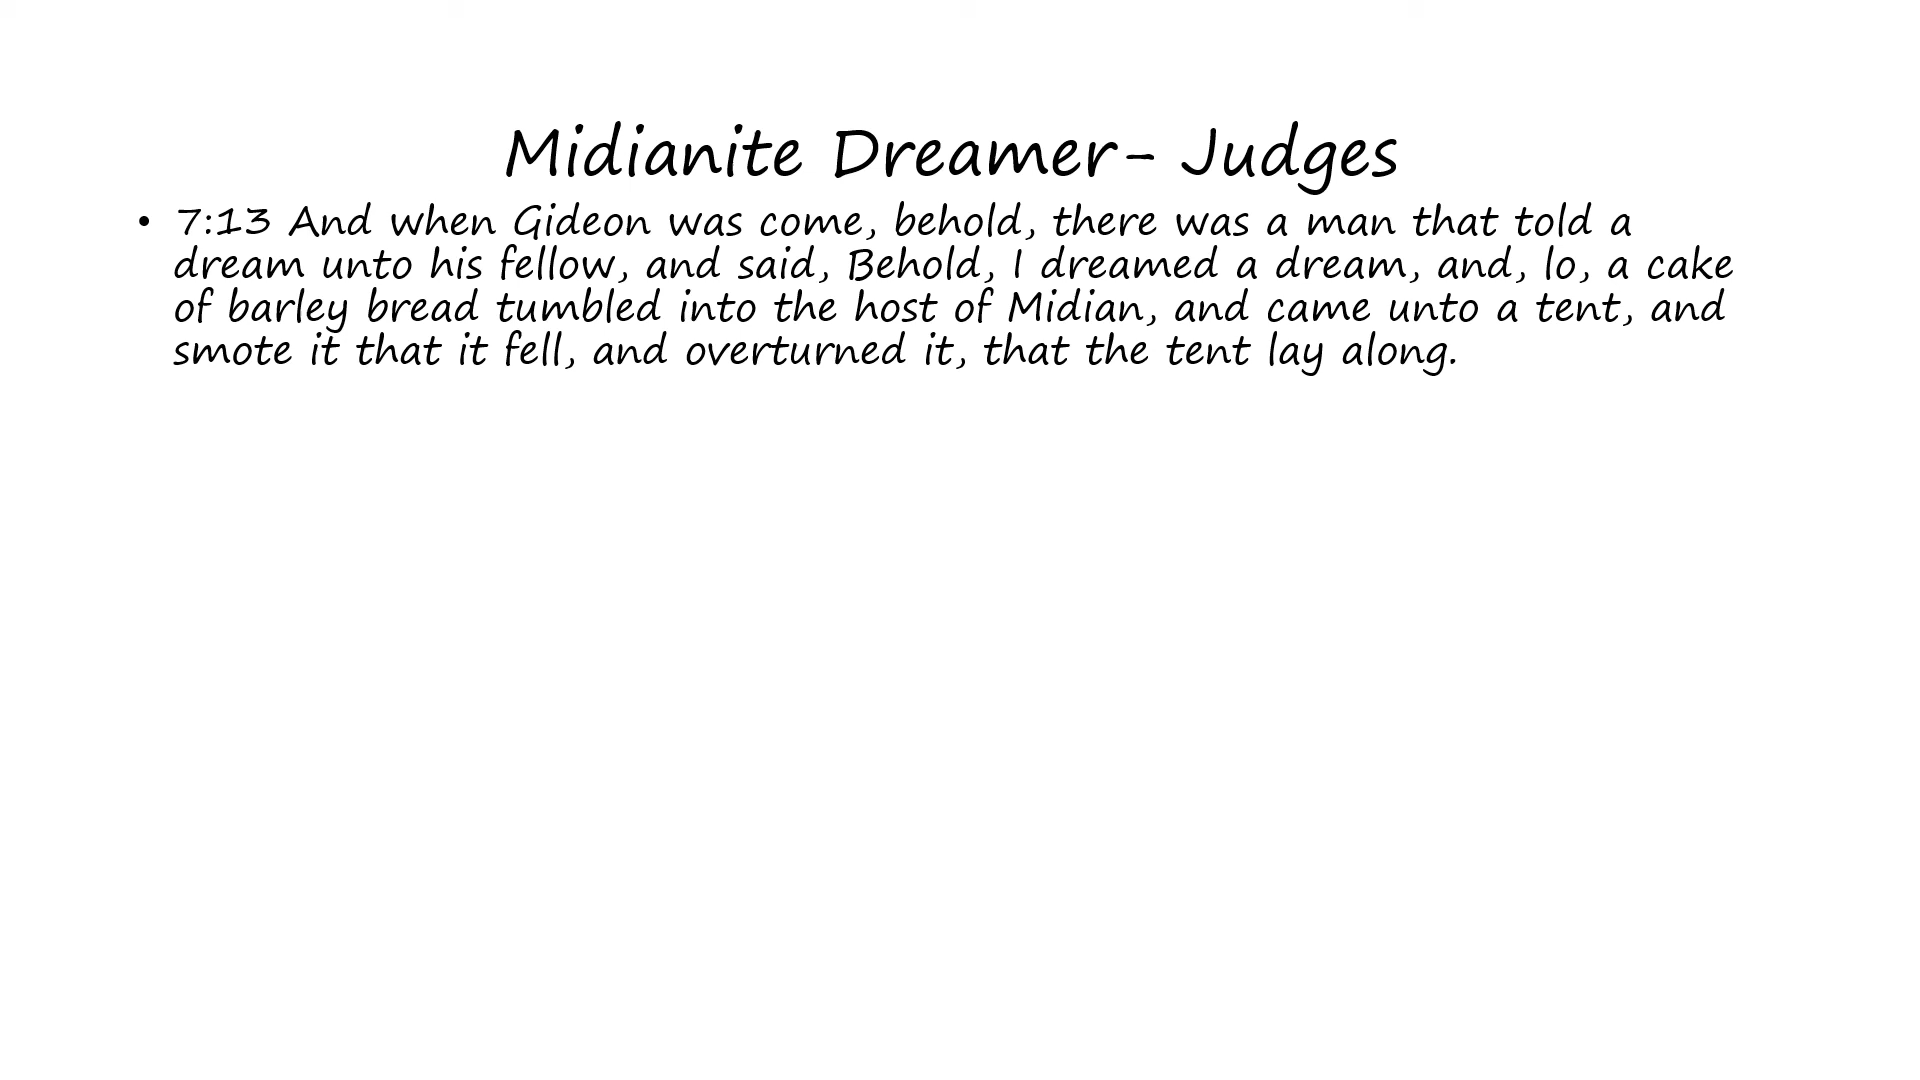 Midianite Dreamer- Judges
• 7:13 And when Gideon was come, behold, there was a man that told a
dream unto his fellow, and said, Behold, I dreamed a dream, and, lo, a cake
of barley bread tumbled into the host of Midian, and came unto a tent, and
smote it that it fell, and overturned it, that the tent lay along.